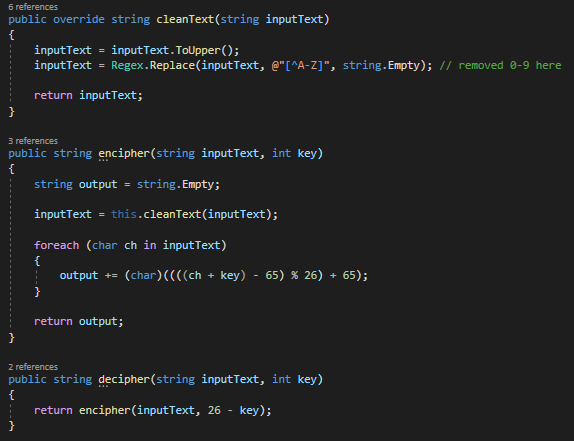 6 references
public override string cleanText(string inputText)
{
    inputText = inputText.ToUpper();
    inputText = Regex.Replace(inputText, @"[^A-Z]", string.Empty); // removed 0-9 here

    return inputText;
}

3 references
public string encipher(string inputText, int key)
{
    string output = string.Empty;

    inputText = this.cleanText(inputText);

    foreach (char ch in inputText)
    {
        output += (char)((((ch + key) - 65) % 26) + 65);
    }

    return output;
}

2 references
public string decipher(string inputText, int key)
{
    return encipher(inputText, 26 - key);
}